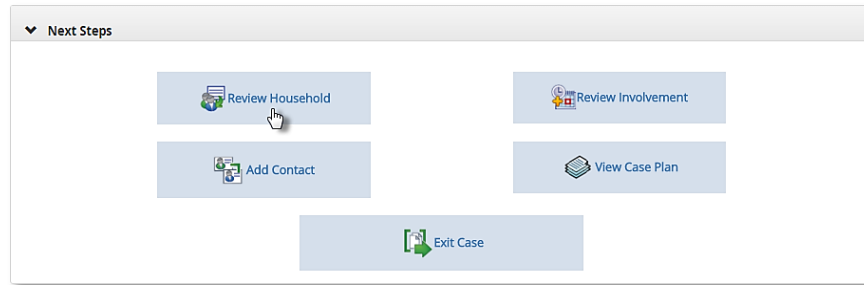 Next Steps
Review Household
Review Involvement
Add Contact
View Case Plan
Exit Case